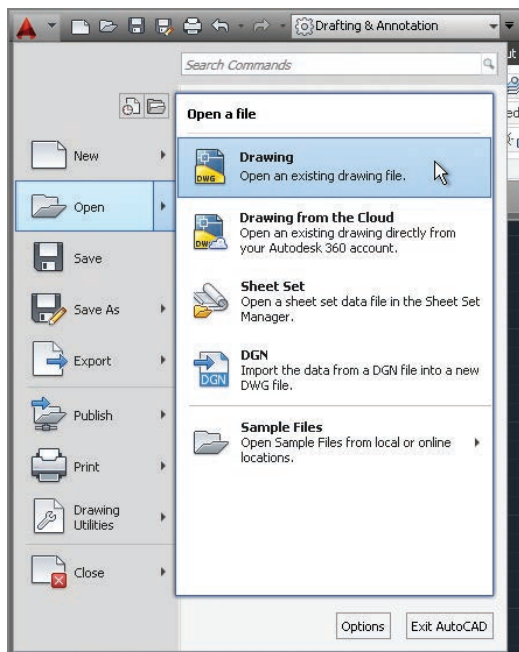 Drafting & Annotation
Search Commands
Open a file
New
Open
Save
Save As
Export
Publish
Print
Drawing
Utilities
Close
Drawing
Open an existing drawing file.
DWG
Drawing from the Cloud
Open an existing drawing directly from
your Autodesk 360 account.
Sheet Set
Open a sheet set data file in the Sheet Set
Manager.
DGN
Import the data from a DGN file into a new
DWG file.
DGN
Sample Files
Open Sample Files from local or online
locations.
Options
Exit AutoCAD